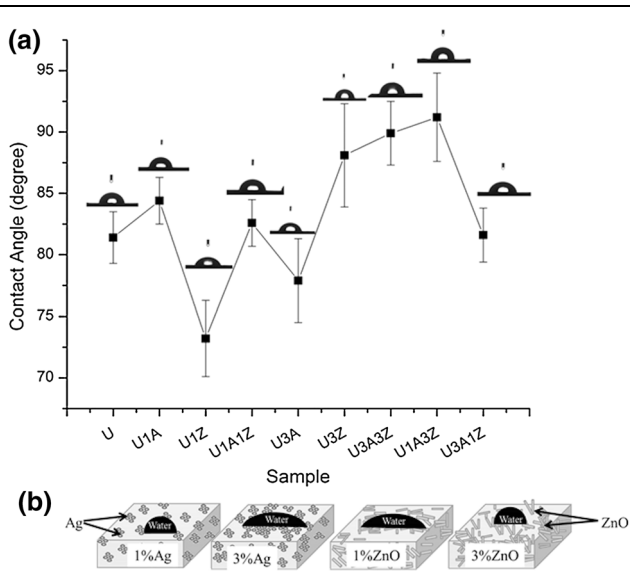 (a)
95
90
85
80
75
70
Contact Angle (degree)
U
U1A
U1Z
U1A1Z
U3A
U3Z
U3A3Z
U1A3Z
U3A1Z
Sample
(b)
Ag
Water
Water
Water
Water
ZnO
1%Ag
3%Ag
1%ZnO
3%ZnO